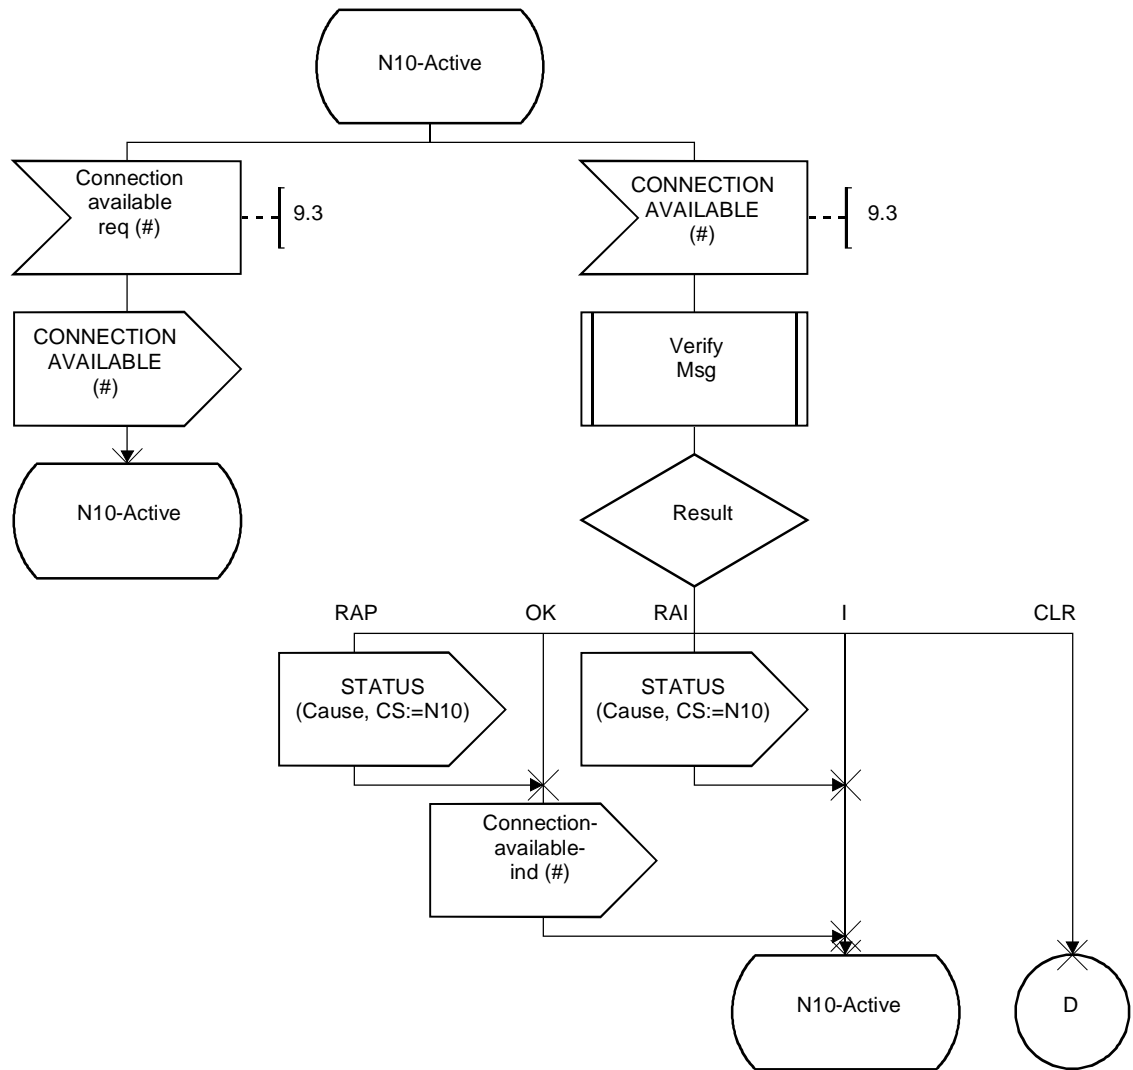 N10-Active
Connection
available
req (#)
9.3
CONNECTION
AVAILABLE
(#)
9.3
CONNECTION
AVAILABLE
(#)
Verify
Msg
N10-Active
Result
RAP
OK
RAI
I
CLR
STATUS
(Cause, CS:=N10)
STATUS
(Cause, CS:=N10)
Connection-
available-
ind (#)
N10-Active
D